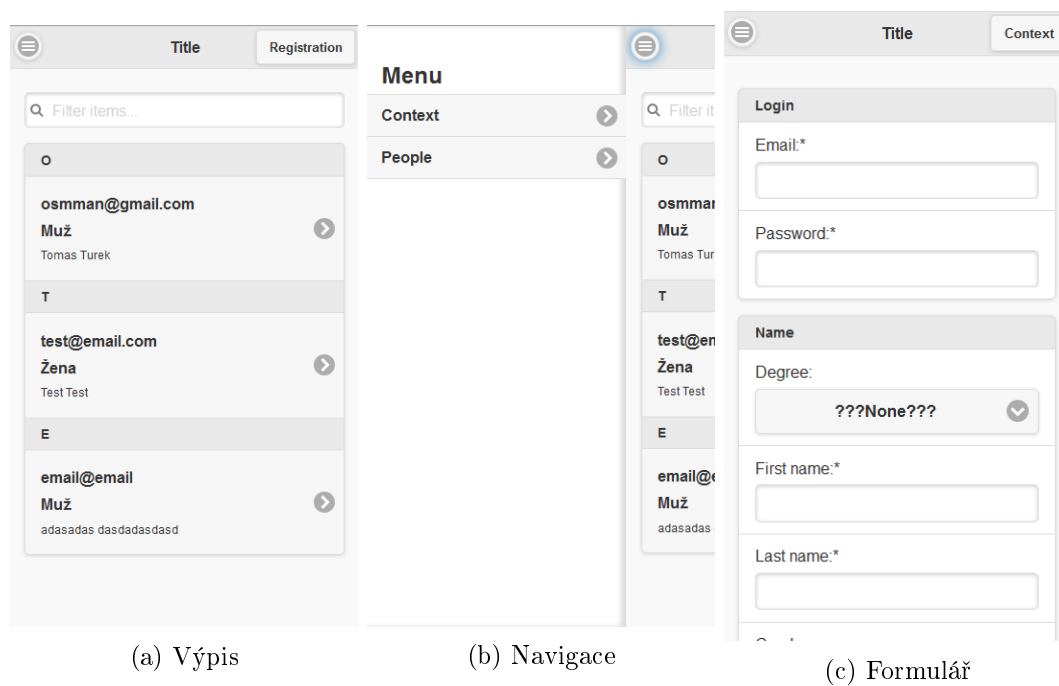 Title
Registration
Filter items...
O
osmman@gmail.com
Muž
Tomas Turek
T
test@email.com
Žena
Test Test
E
email@email
Muž
adasadas dasdadasdasd
(a) Výpis
Menu
Context
People
Filter it
O
osmman
Muž
Tomas Tur
T
test@em
Žena
Test Test
E
email@e
Muž
adasadas
(b) Navigace
Title
Context
Login
Email:*
Password:*
Name
Degree:
???None???
First name:*
Last name:*
(c) Formulář